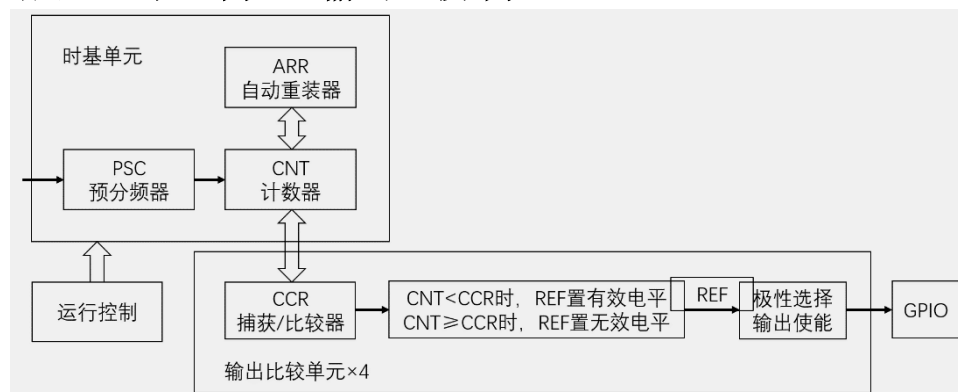 时基单元
ARR
自动重装器
PSC
预分频器
CNT
计数器
运行控制
CCR
捕获/比较器
CNT<CCR时，REF置有效电平
CNT≥CCR时，REF置无效电平
REF
极性选择
输出使能
GPIO
输出比较单元×4